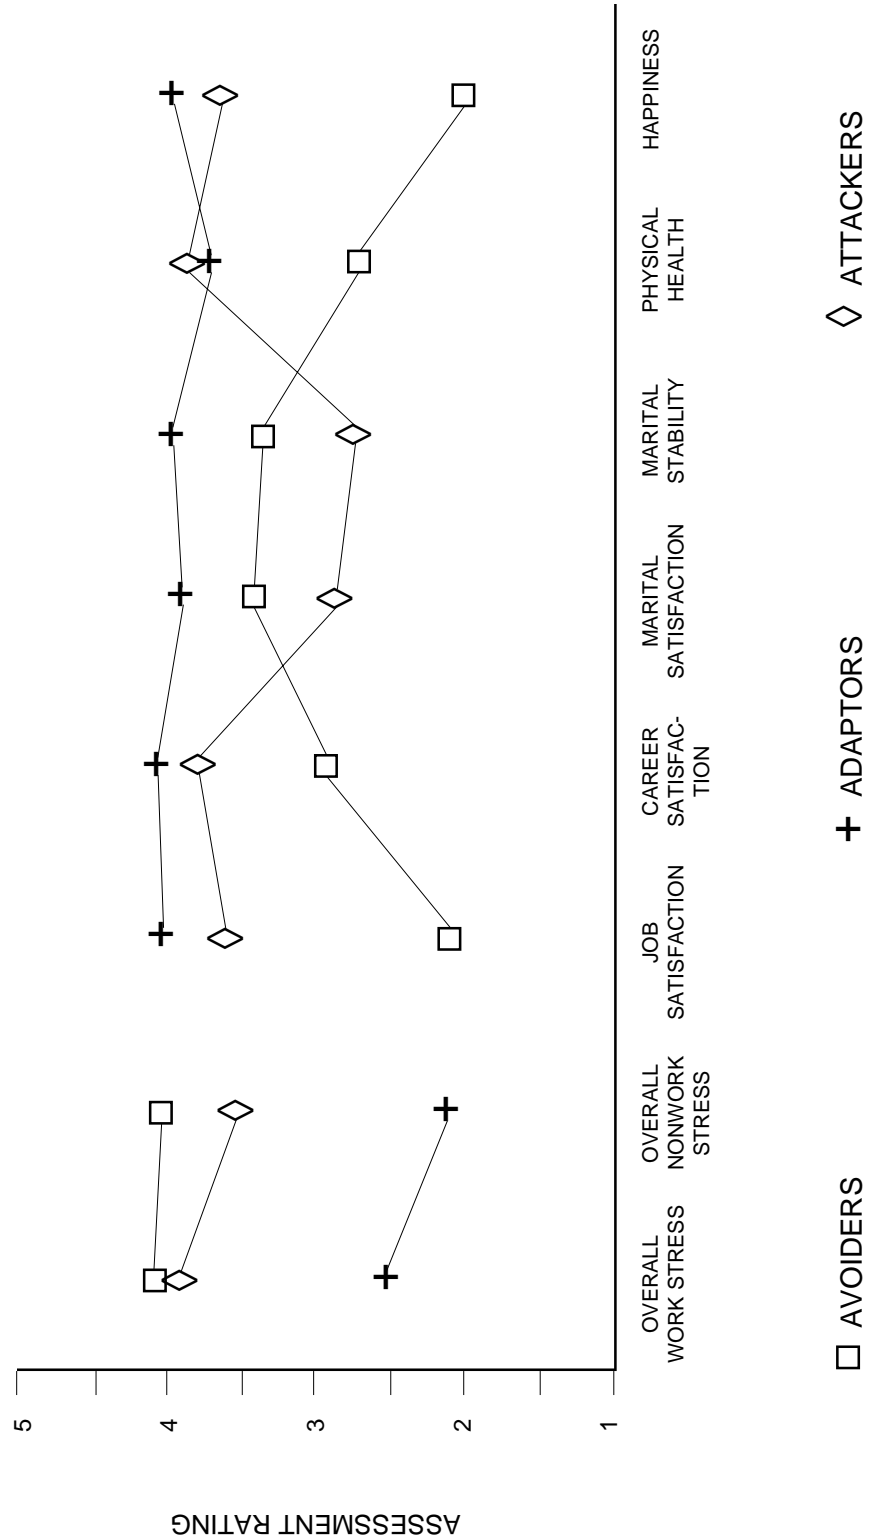 ASSESSMENT RATING
5
4
3
2
1
OVERALL
WORK STRESS
OVERALL
NONWORK
STRESS
JOB
SATISFACTION
CAREER
SATISFAC-
TION
MARITAL
SATISFACTION
MARITAL
STABILITY
PHYSICAL
HEALTH
HAPPINESS
AVOIDERS
ADAPTORS
ATTACKERS